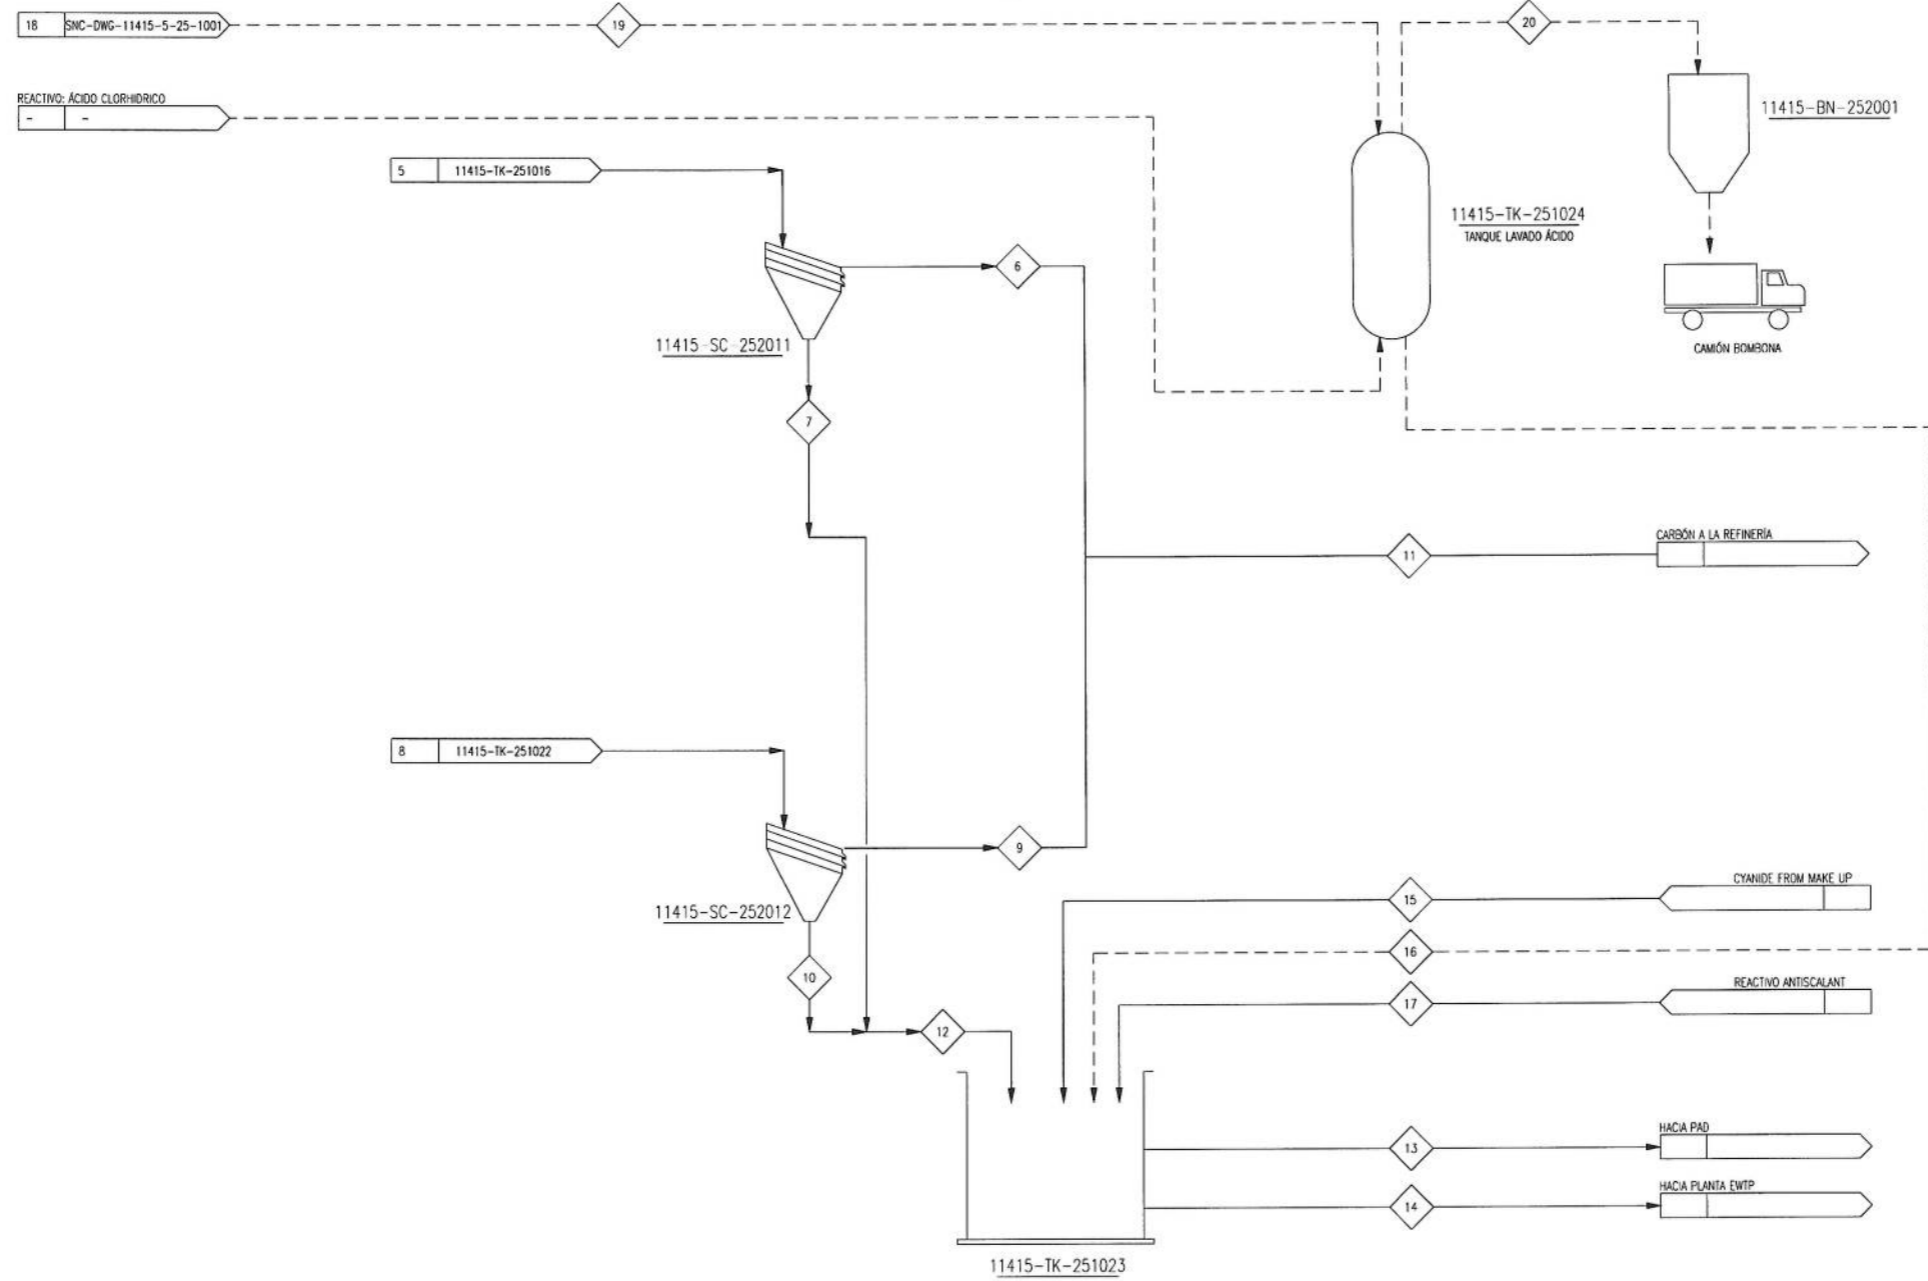 18 SNC-DWG-11415-5-25-1001
19
20
REACTIVO: ÁCIDO CLORHIDRICO
- -
11415-BN-252001
5 11415-TK-251016
11415-TK-251024
TANQUE LAVADO ÁCIDO
6
11415-SC-252011
CAMIÓN BOMBONA
7
CARBÓN A LA REFINERÍA
11
8 11415-TK-251022
9
CYANIDE FROM MAKE UP
15
11415-SC-252012
16
10
REACTIVO ANTISCALANT
17
12
HACIA PAD
13
HACIA PLANTA EWTP
14
11415-TK-251023